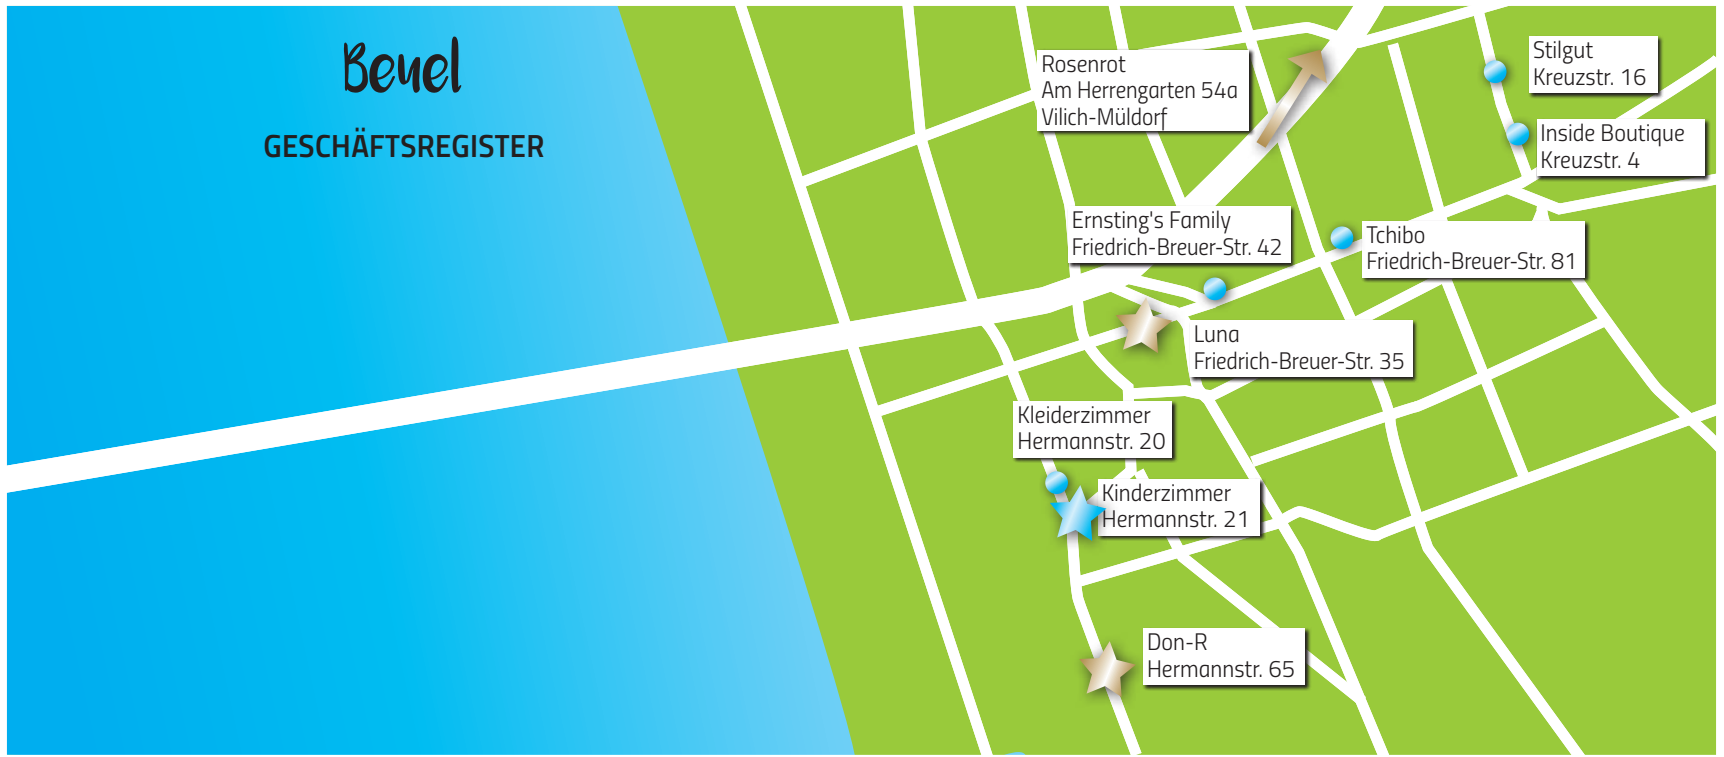 Beuel
GESCHÄFTSREGISTER
Rosenrot
Am Herrengarten 54a
Vilich-Müldorf
Stilgut
Kreuzstr. 16
Inside Boutique
Kreuzstr. 4
Ernsting's Family
Friedrich-Breuer-Str. 42
Tchibo
Friedrich-Breuer-Str. 81
Luna
Friedrich-Breuer-Str. 35
Kleiderzimmer
Hermannstr. 20
Kinderzimmer
Hermannstr. 21
Don-R
Hermannstr. 65